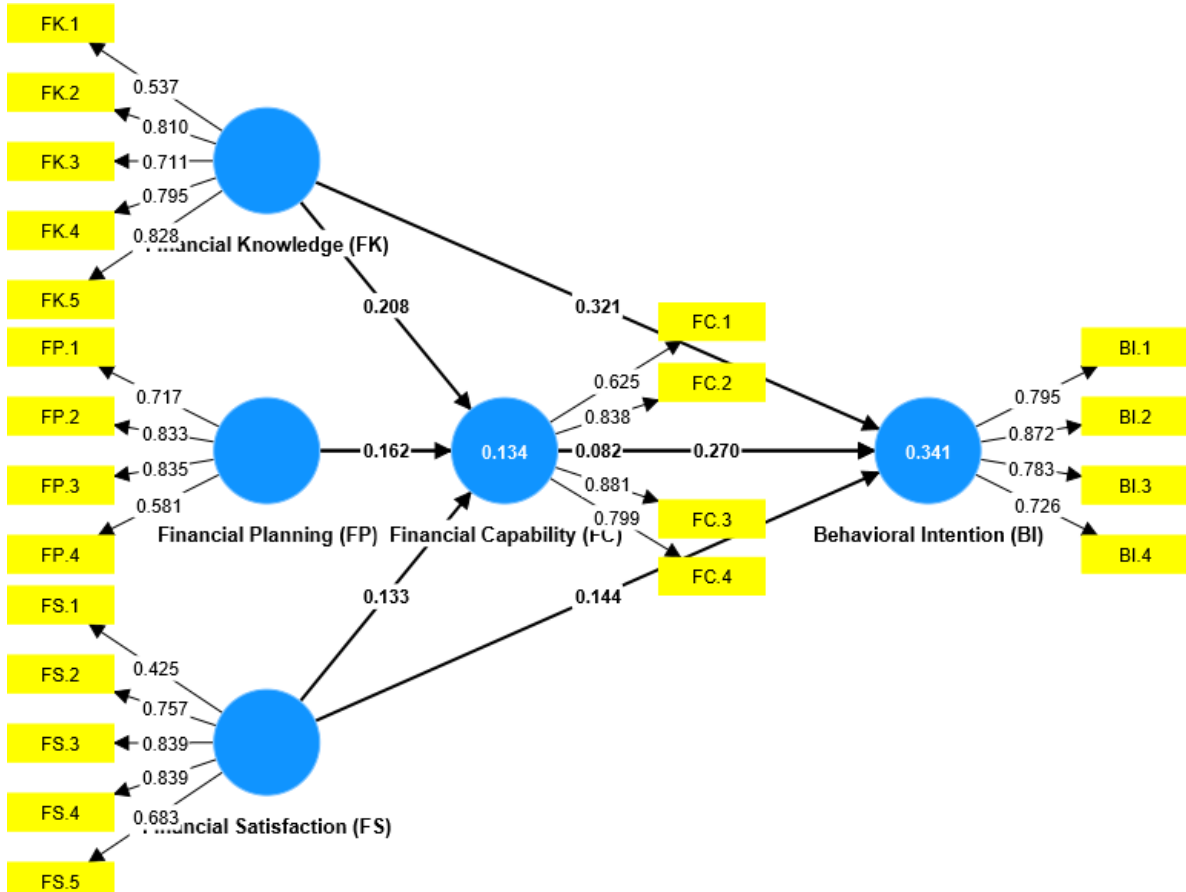 FK.1
0.537
FK.2
0.810
FK.3
0.711
FK.4
0.795
0.828
FK.5
Financial Knowledge (FK)
0.208
0.321
FP.1
0.717
FP.2
0.833
FP.3
0.835
FP.4
0.581
Financial Planning (FP)
0.162
0.134
Financial Capability (FC)
FC.1
0.625
FC.2
0.838
0.082
0.270
0.881
FC.3
0.799
FC.4
0.341
Behavioral Intention (BI)
BI.1
0.795
BI.2
0.872
BI.3
0.783
BI.4
0.726
0.133
0.144
FS.1
0.425
FS.2
0.757
FS.3
0.839
FS.4
0.839
0.683
FS.5
Financial Satisfaction (FS)